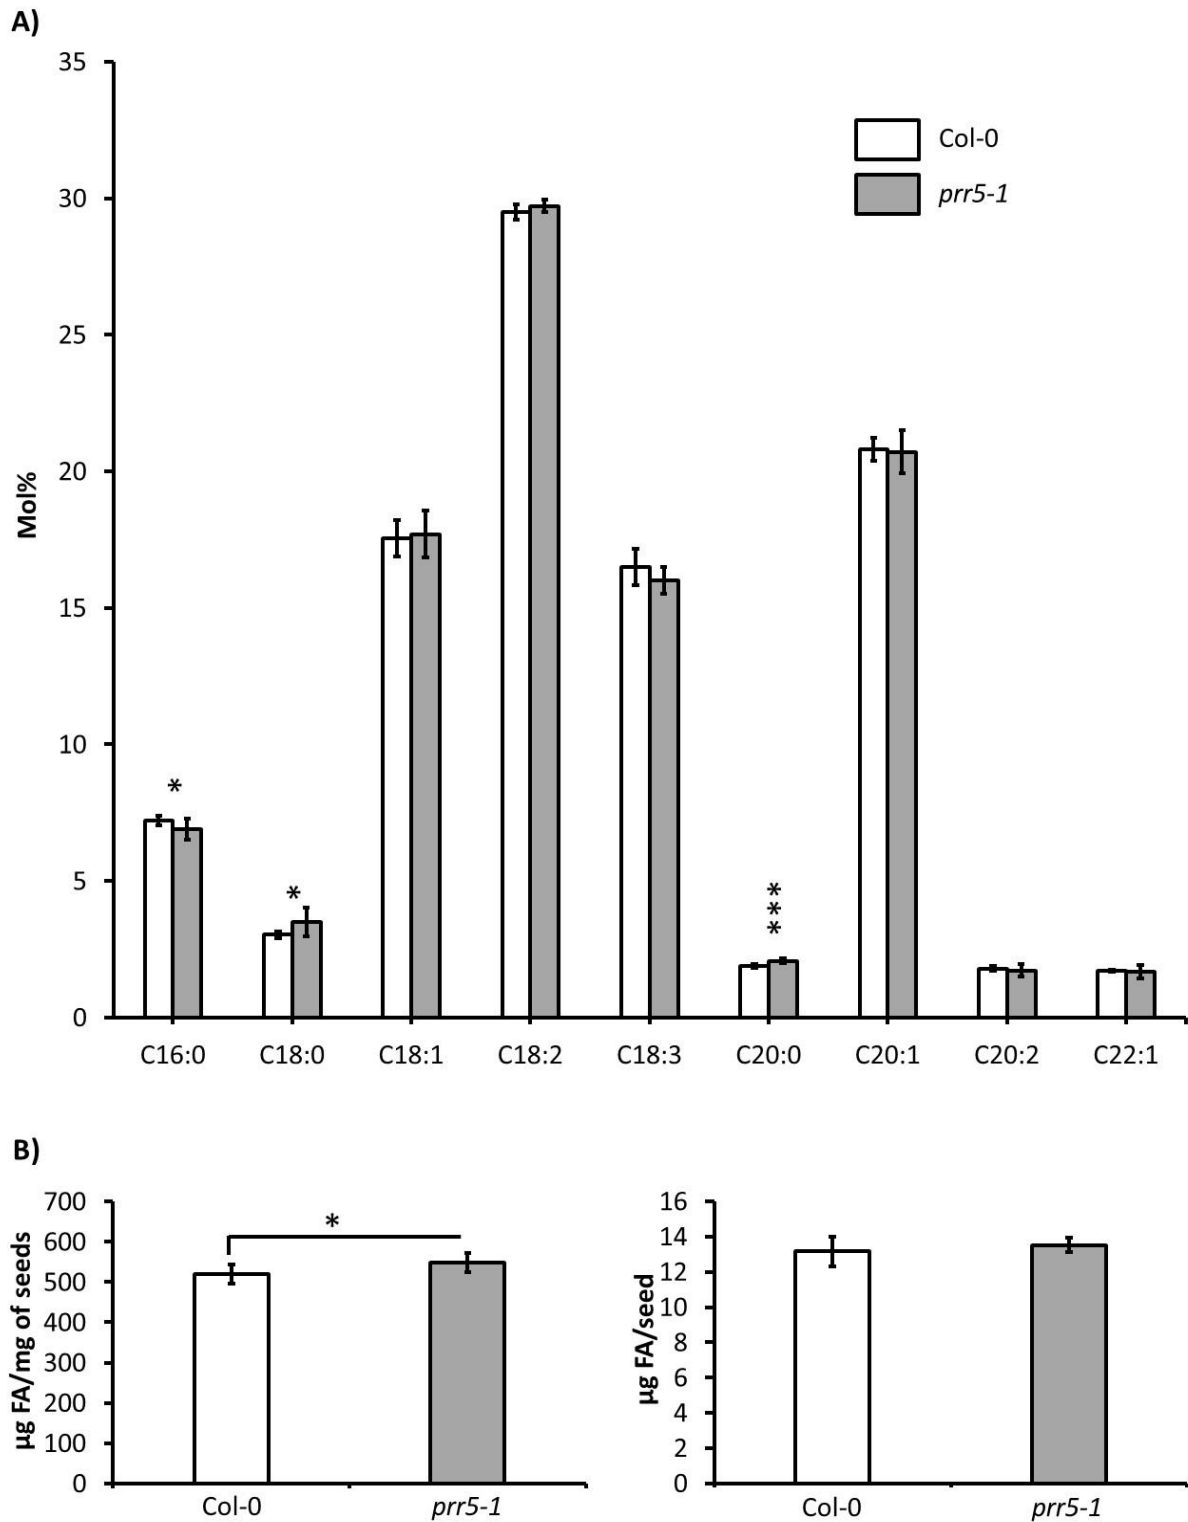 A)
35
30
25
20
15
10
5
0
Mol%
Col-0
prr5-1
*
*
***
C16:0 C18:0 C18:1 C18:2 C18:3 C20:0 C20:1 C20:2 C22:1
B)
700
600
500
400
300
200
100
0
µg FA/mg of seeds
*
Col-0 prr5-1
16
14
12
10
8
6
4
2
0
µg FA/seed
Col-0 prr5-1